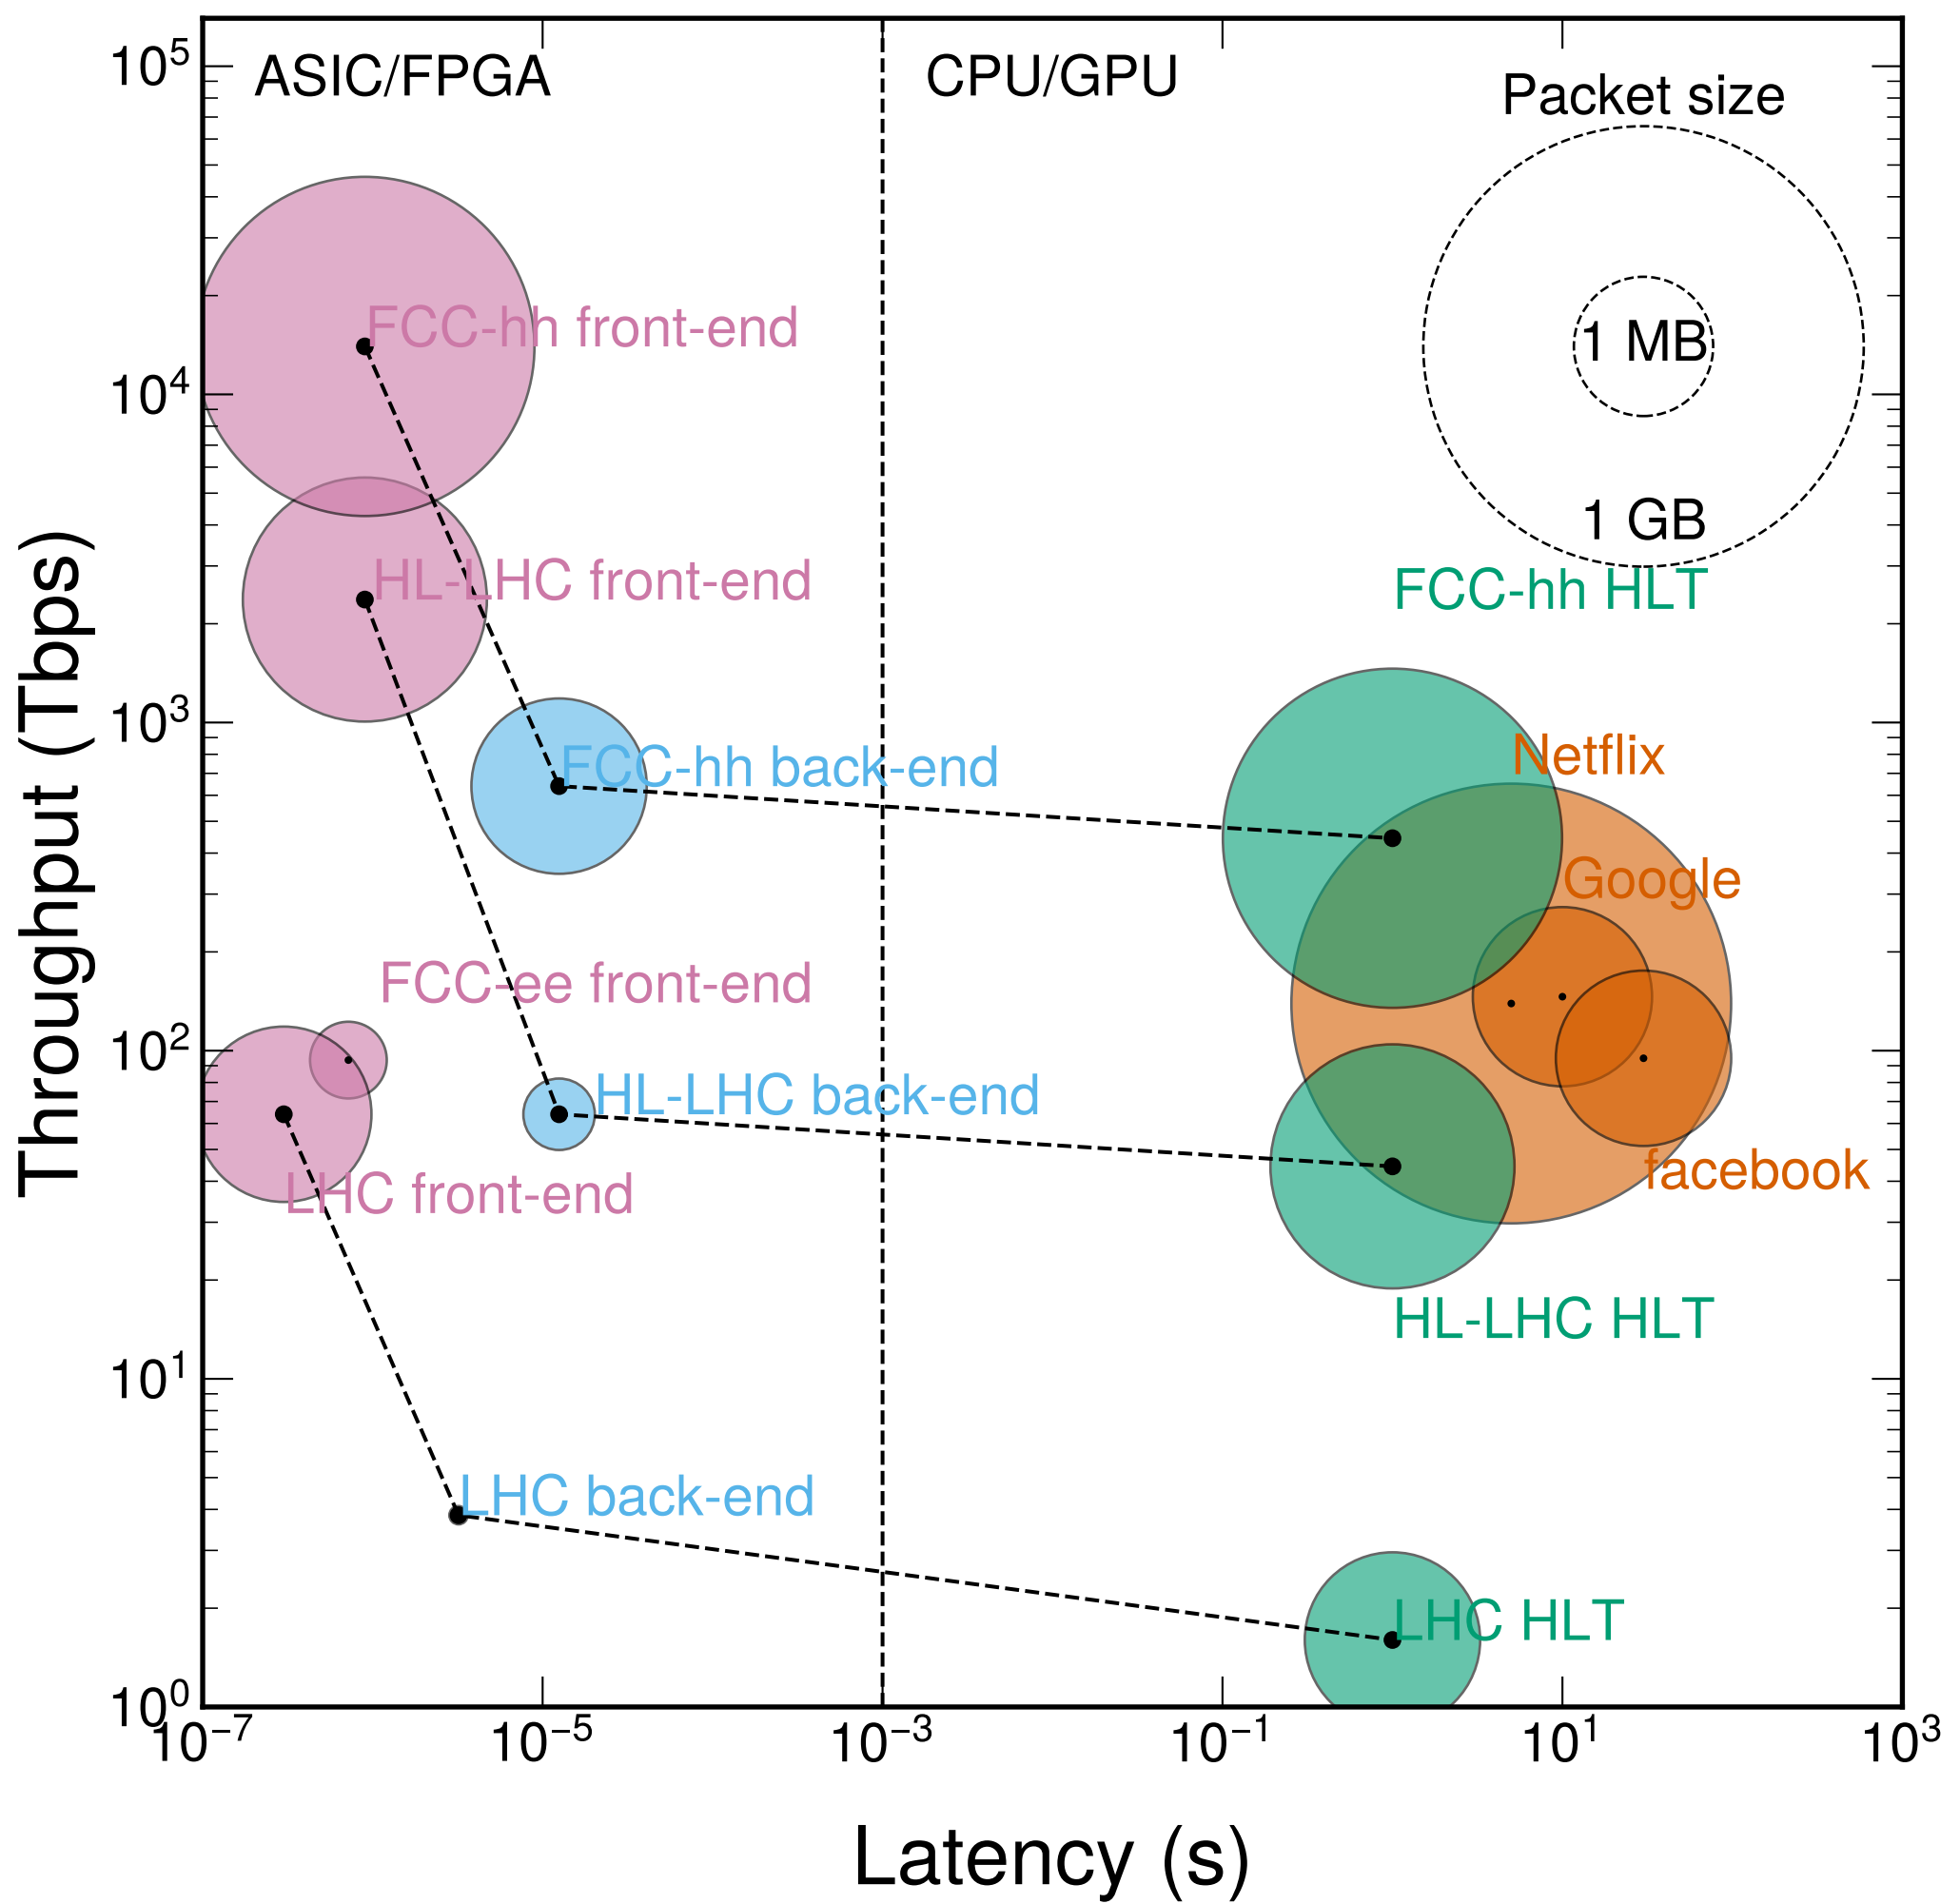 ASIC/FPGA
CPU/GPU
Packet size
1 MB
1 GB
FCC-hh front-end
HL-LHC front-end
FCC-hh HLT
FCC-hh back-end
Netflix
Google
FCC-ee front-end
HL-LHC back-end
facebook
LHC front-end
HL-LHC HLT
LHC back-end
LHC HLT
Throughput (Tbps)
10⁵
10⁴
10³
10²
10¹
10⁰
10⁻⁷
10⁻⁵
10⁻³
10⁻¹
10¹
10³
Latency (s)